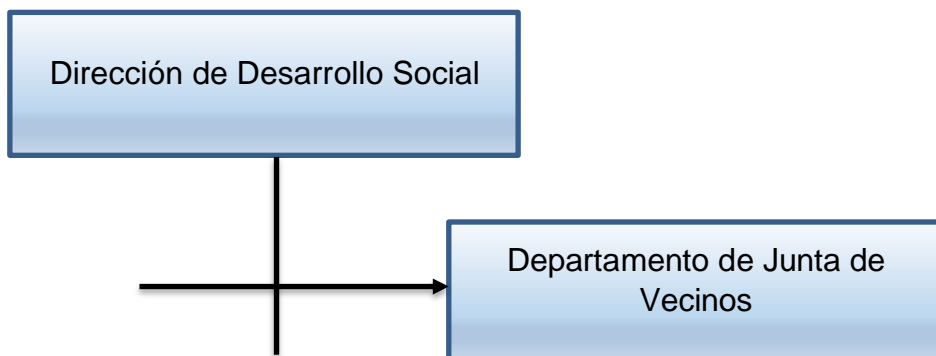 Dirección de Desarrollo Social
Departamento de Junta de
Vecinos